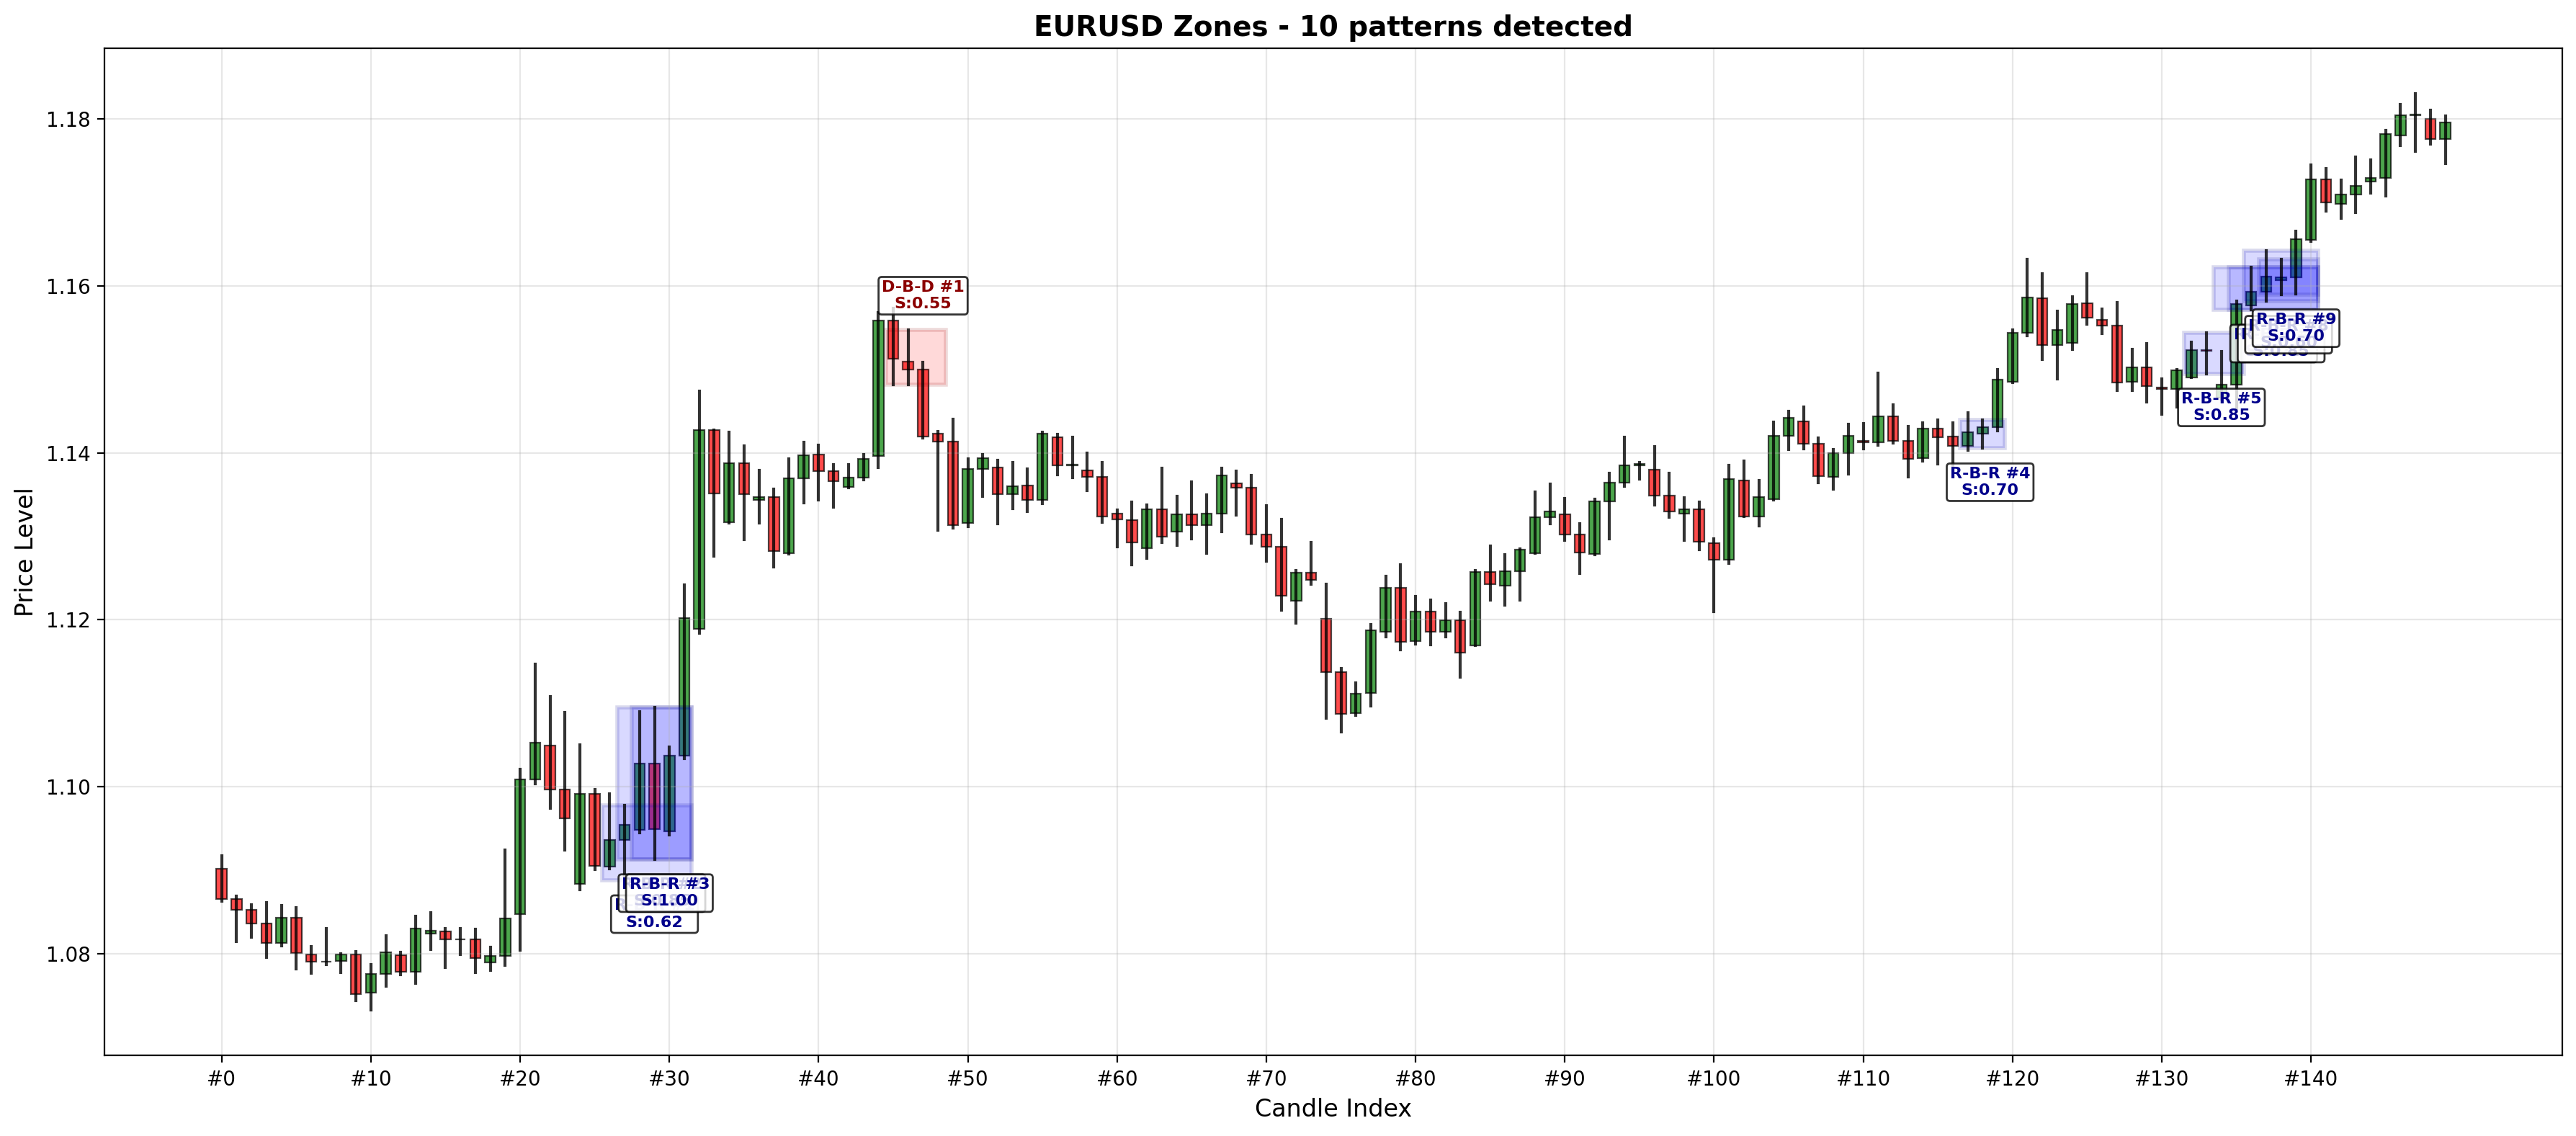 EURUSD Zones - 10 patterns detected
Price Level
1.18
1.16
1.14
1.12
1.10
1.08
D-B-D #1
S:0.55
R-B-R #3
S:1.00
S:0.62
R-B-R #4
S:0.70
R-B-R #5
S:0.85
R-B-R #9
S:0.70
#0
#10
#20
#30
#40
#50
#60
#70
#80
#90
#100
#110
#120
#130
#140
Candle Index